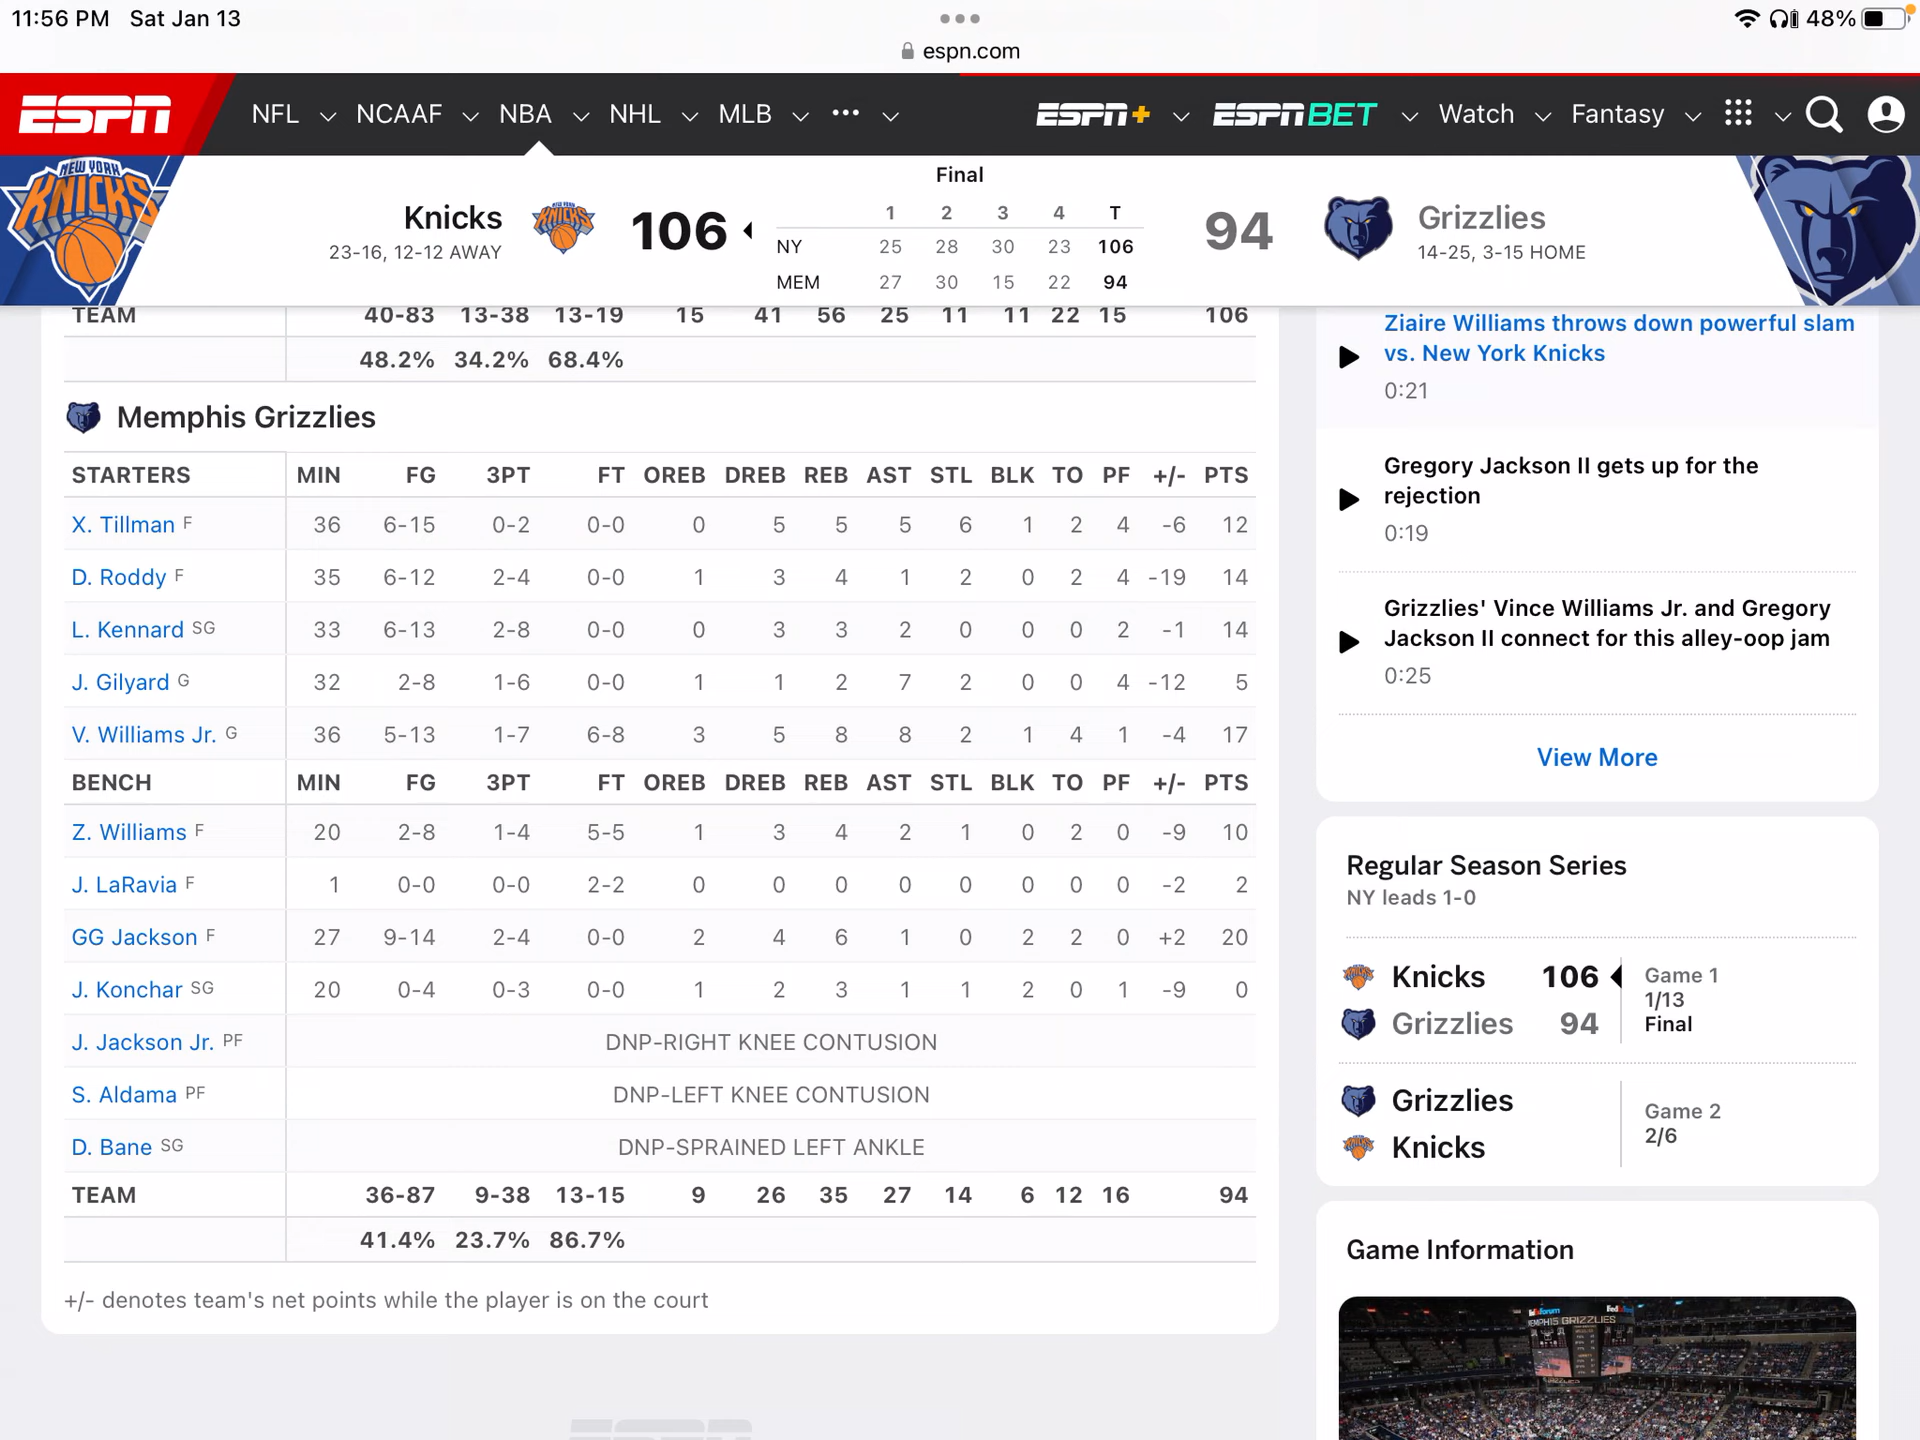 11:56 PM Sat Jan 13
48%
espn.com
ESPN NFL NCAAF NBA NHL MLB ESPN+ ESPN BET Watch Fantasy
NEW YORK
KNICKS
Final
Knicks
23-16, 12-12 AWAY
106
1 2 3 4 T
NY 25 28 30 23 106
MEM 27 30 15 22 94
94
Grizzlies
14-25, 3-15 HOME
TEAM 40-83 13-38 13-19 15 41 56 25 11 11 22 15 106
48.2% 34.2% 68.4%
Memphis Grizzlies
STARTERS MIN FG 3PT FT OREB DREB REB AST STL BLK TO PF +/- PTS
X. Tillman F 36 6-15 0-2 0-0 0 5 5 5 6 1 2 4 -6 12
D. Roddy F 35 6-12 2-4 0-0 1 3 4 1 2 0 2 4 -19 14
L. Kennard SG 33 6-13 2-8 0-0 0 3 3 2 0 0 0 2 -1 14
J. Gilyard G 32 2-8 1-6 0-0 1 1 2 7 2 0 0 4 -12 5
V. Williams Jr. G 36 5-13 1-7 6-8 3 5 8 8 2 1 4 1 -4 17
BENCH MIN FG 3PT FT OREB DREB REB AST STL BLK TO PF +/- PTS
Z. Williams F 20 2-8 1-4 5-5 1 3 4 2 1 0 2 0 -9 10
J. LaRavia F 1 0-0 0-0 2-2 0 0 0 0 0 0 0 0 -2 2
GG Jackson F 27 9-14 2-4 0-0 2 4 6 1 0 2 2 0 +2 20
J. Konchar SG 20 0-4 0-3 0-0 1 2 3 1 1 2 0 1 -9 0
J. Jackson Jr. PF DNP-RIGHT KNEE CONTUSION
S. Aldama PF DNP-LEFT KNEE CONTUSION
D. Bane SG DNP-SPRAINED LEFT ANKLE
TEAM 36-87 9-38 13-15 9 26 35 27 14 6 12 16 94
41.4% 23.7% 86.7%
+/- denotes team's net points while the player is on the court
ESPN
Ziaire Williams throws down powerful slam
vs. New York Knicks
0:21
Gregory Jackson II gets up for the
rejection
0:19
Grizzlies' Vince Williams Jr. and Gregory
Jackson II connect for this alley-oop jam
0:25
View More
Regular Season Series
NY leads 1-0
Knicks 106
Grizzlies 94
Game 1
1/13
Final
Grizzlies
Knicks
Game 2
2/6
Game Information
MEMPHIS GRIZZLIES